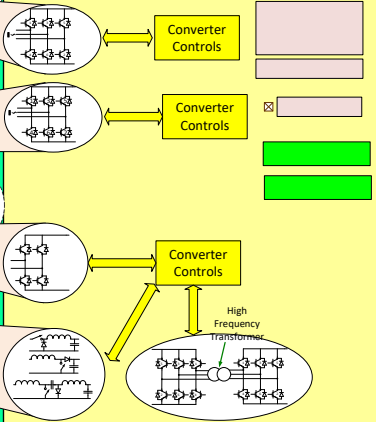 Converter
Controls
Converter
Controls
Converter
Controls
High
Frequency
Transformer